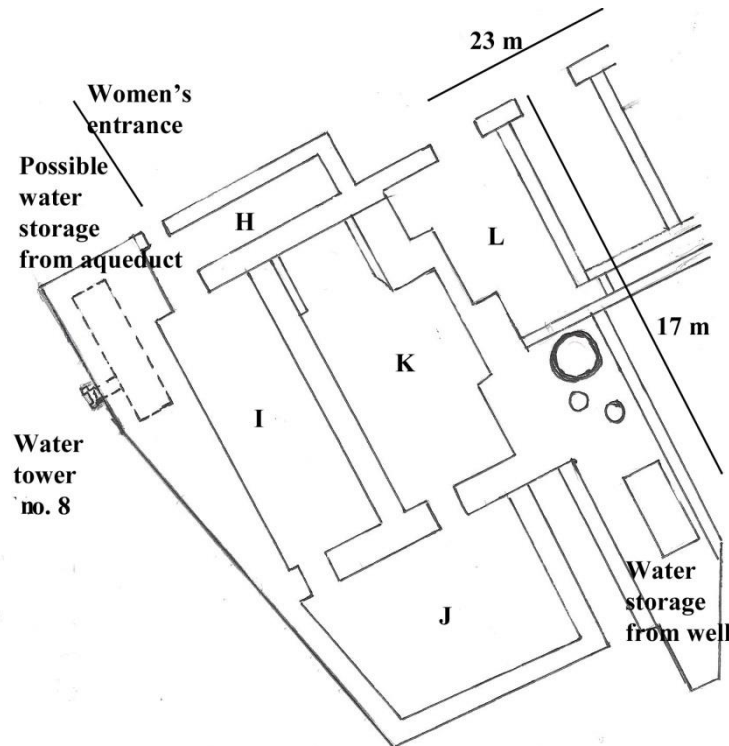 23 m
Women's
entrance
Possible
water
storage
from aqueduct
H
L
17 m
K
I
Water
tower
no. 8
J
Water
storage
from well